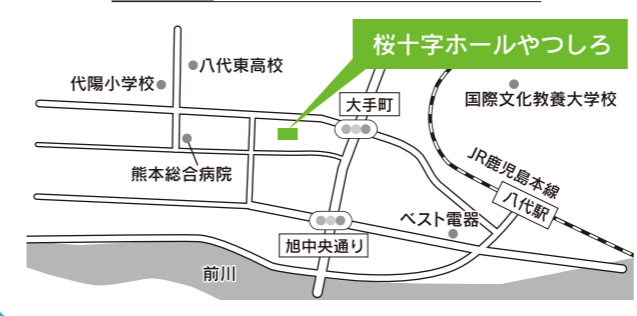 桜十字ホールやつしろ
八代東高校
代陽小学校
大手町
国際文化教養大学校
熊本総合病院
JR鹿児島本線
八代駅
ベスト電器
旭中央通り
前川